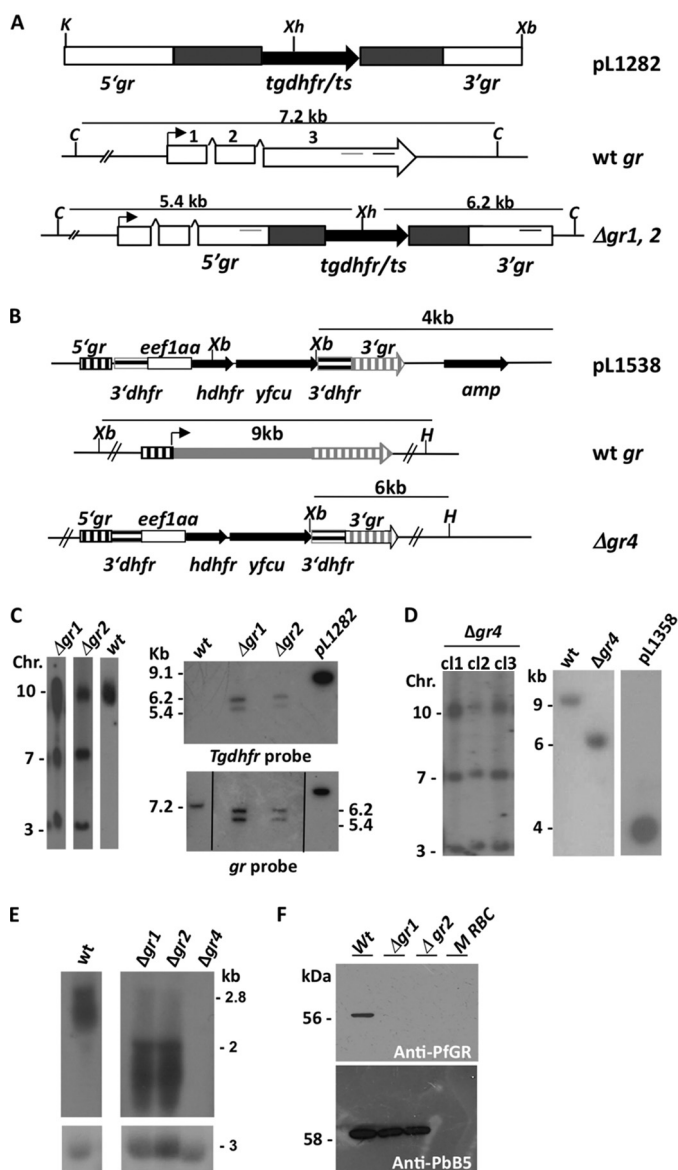 A
K Xh Xb
5'gr tgdhfr/ts 3'gr pL1282
7.2 kb
C 1 2 3 C
wt gr
5.4 kb 6.2 kb
C Xh C
5'gr tgdhfr/ts 3'gr Δgr1, 2
B
4kb
5'gr eef1aa Xb Xb 3'gr
pL1538
3'dhfr hdhfr yfcu 3'dhfr amp
Xb 9kb H
wt gr
6kb
5'gr eef1aa Xb 3'gr H
Δgr4
3'dhfr hdhfr yfcu 3'dhfr
C
Δgr1 Δgr2 wt
Chr.
10
7
3
wt Δgr1 Δgr2 pL1282
Kb
9.1
6.2
5.4
Tgdhfr probe
7.2 6.2
5.4
gr probe
D
Δgr4
cl1 cl2 cl3
Chr.
10
7
3
wt Δgr4 pL1358
kb
9
6
4
E
wt Δgr1 Δgr2 Δgr4
kb
2.8
2
3
F
Wt Δgr1 Δgr2 M RBC
kDa
56
Anti-PfGR
58
Anti-PbB5